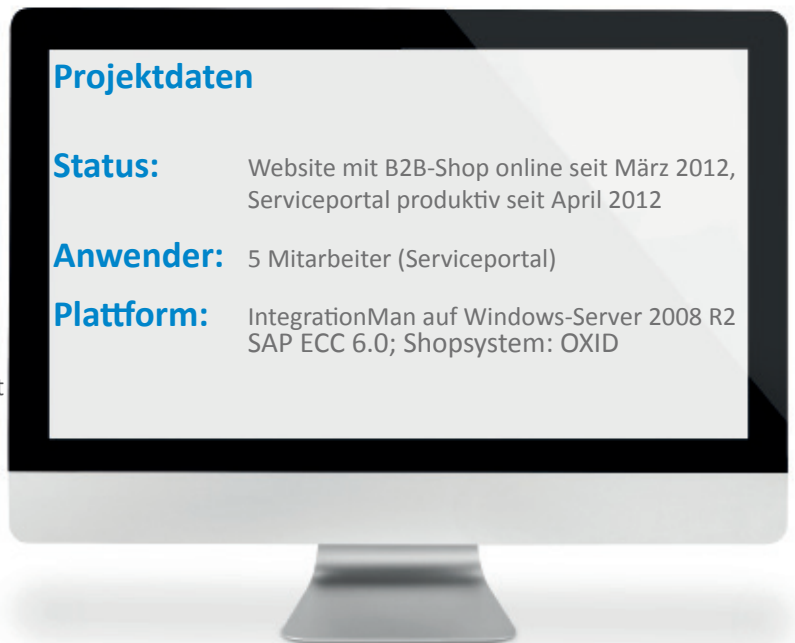 Projektdaten
Status: Website mit B2B-Shop online seit März 2012,
Serviceportal produktiv seit April 2012
Anwender: 5 Mitarbeiter (Serviceportal)
Plattform: IntegrationMan auf Windows-Server 2008 R2
SAP ECC 6.0; Shopsystem: OXID
t